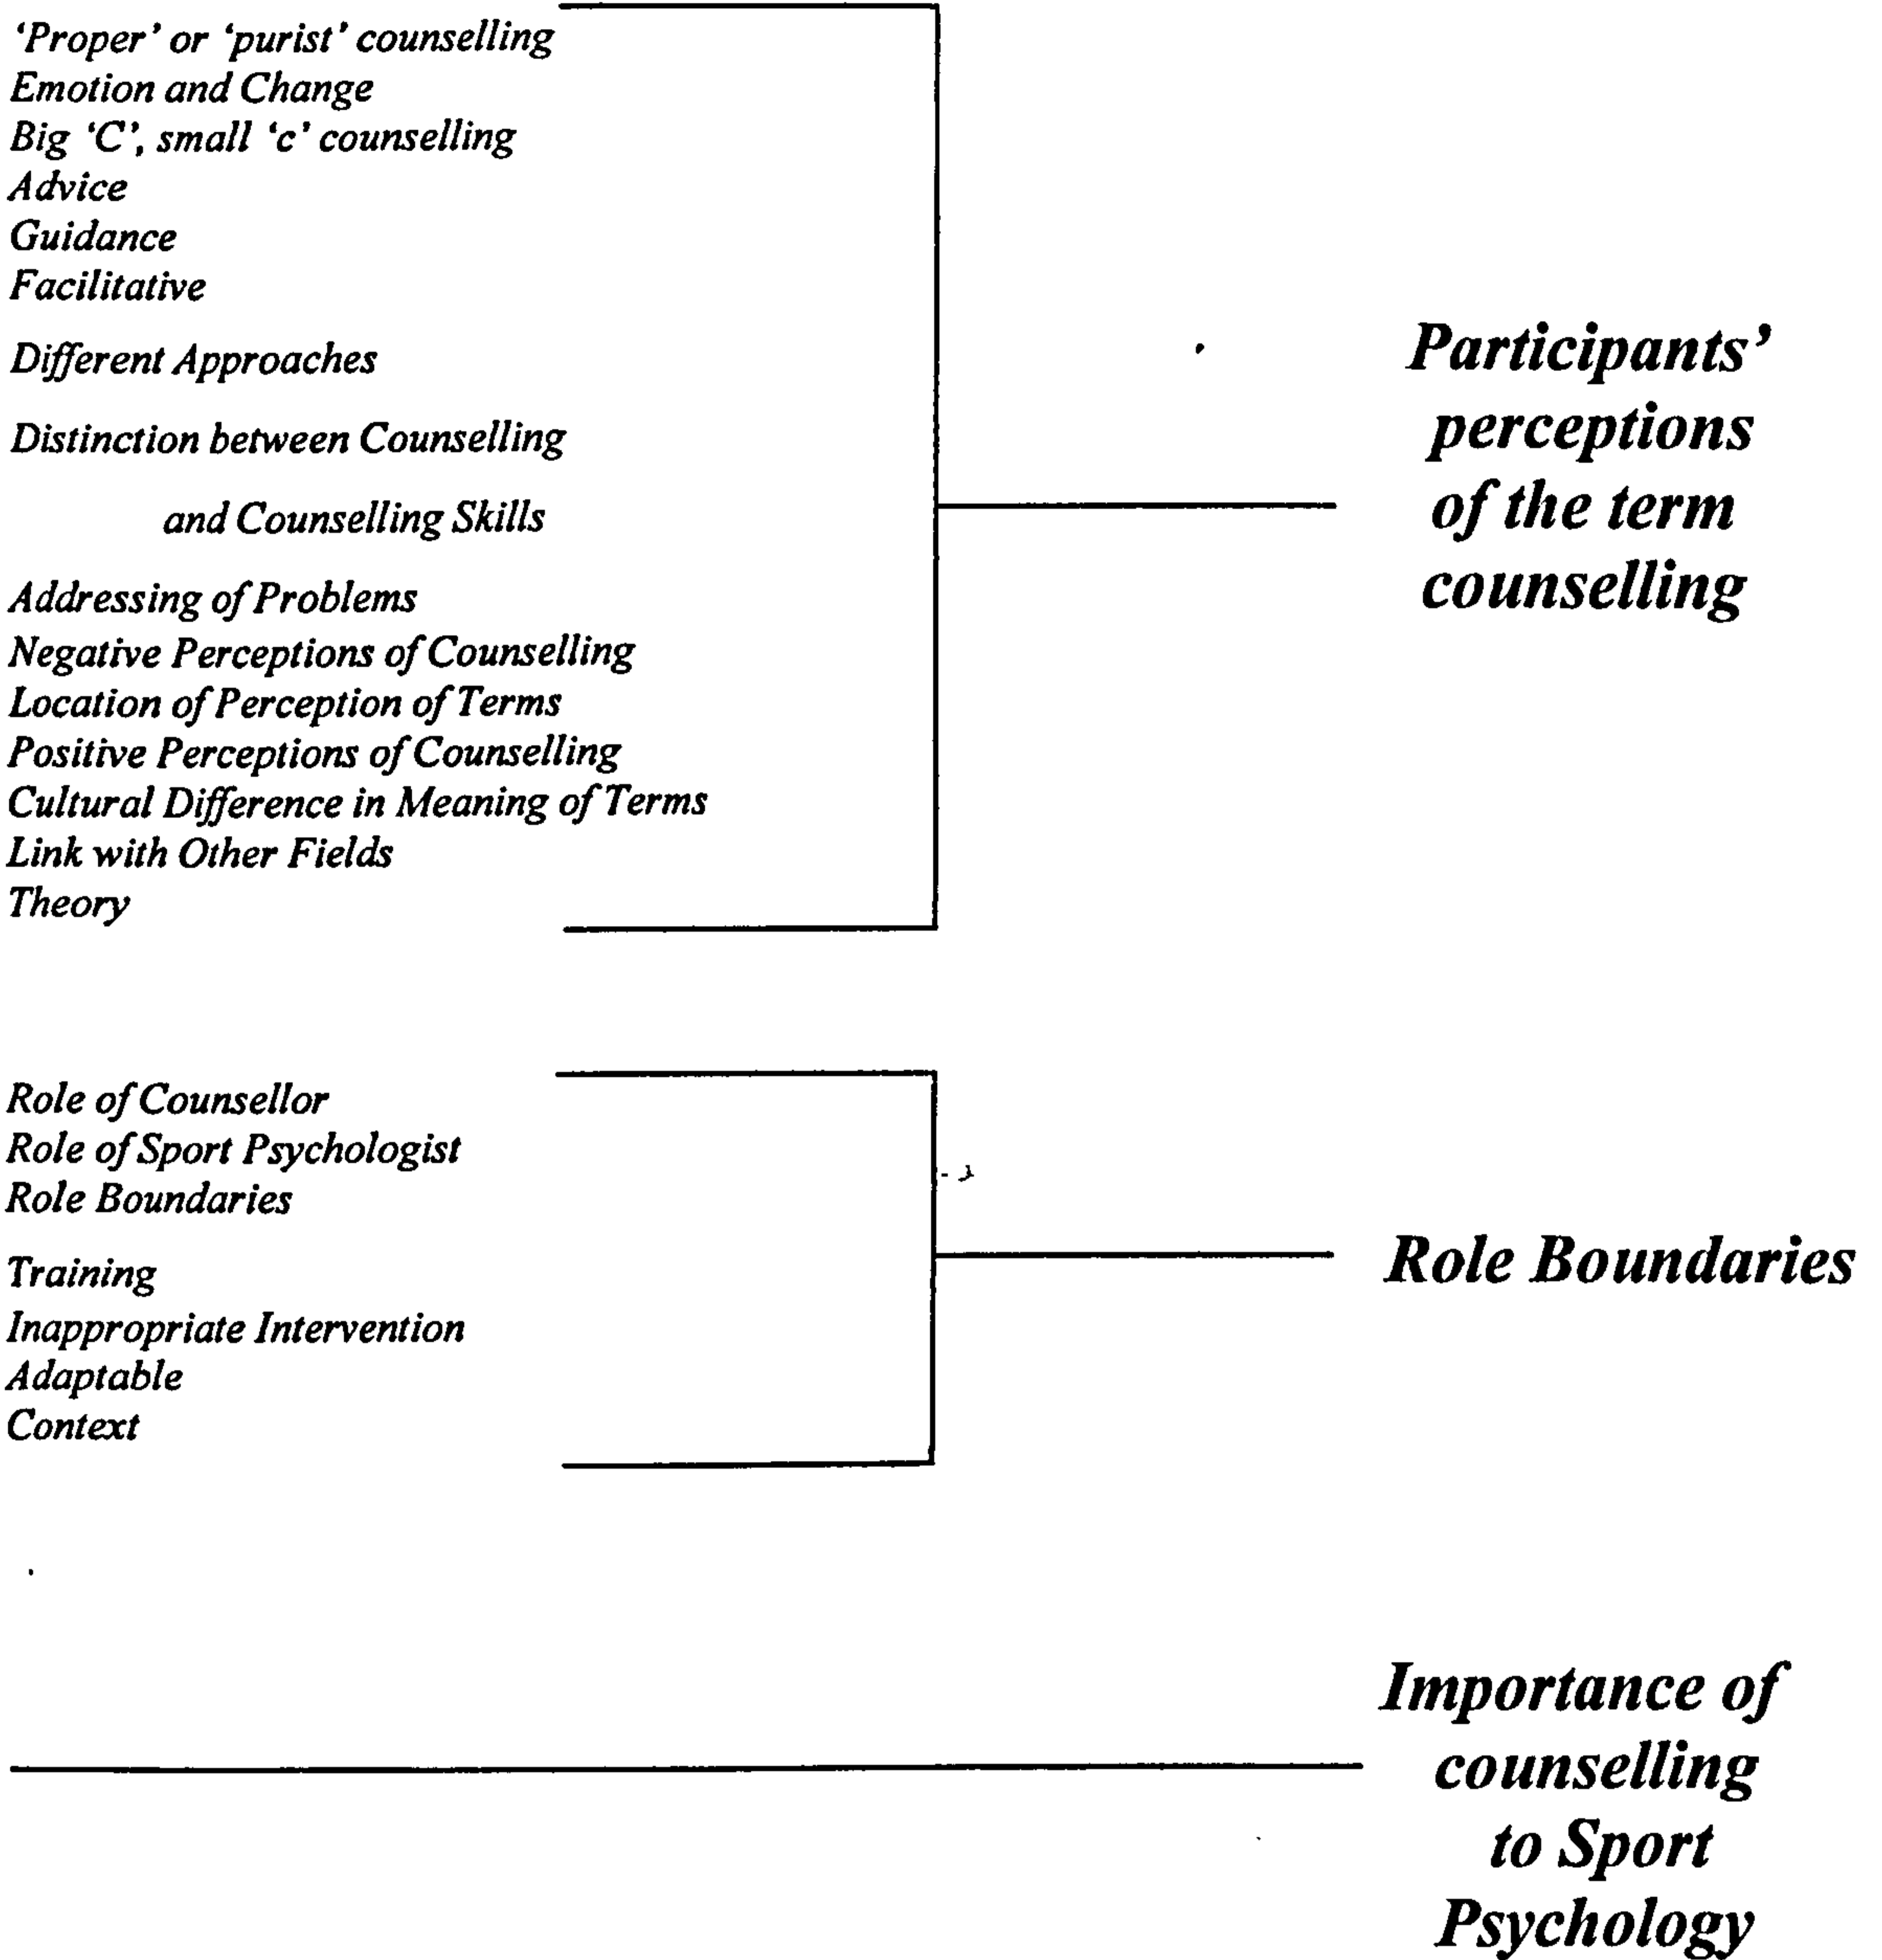 ‘Proper’ or ‘purist’ counselling
Emotion and Change
Big ‘C’, small ‘c’ counselling
Advice
Guidance
Facilitative
Different Approaches
Distinction between Counselling
and Counselling Skills
Addressing of Problems
Negative Perceptions of Counselling
Location of Perception of Terms
Positive Perceptions of Counselling
Cultural Difference in Meaning of Terms
Link with Other Fields
Theory
Participants’
perceptions
of the term
counselling
Role of Counsellor
Role of Sport Psychologist
Role Boundaries
Training
Inappropriate Intervention
Adaptable
Context
Role Boundaries
Importance of
counselling
to Sport
Psychology